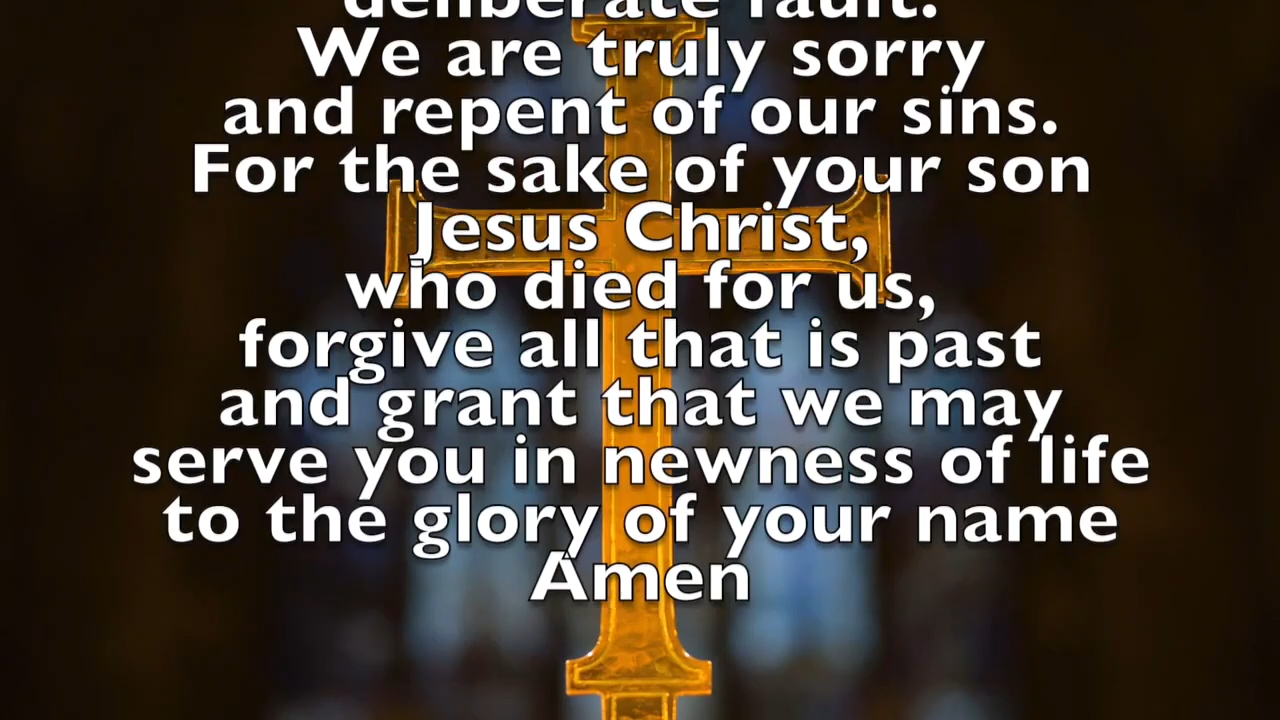 deliberate fault.
We are truly sorry
and repent of our sins.
For the sake of your son
Jesus Christ,
who died for us,
forgive all that is past
and grant that we may
serve you in newness of life
to the glory of your name
Amen